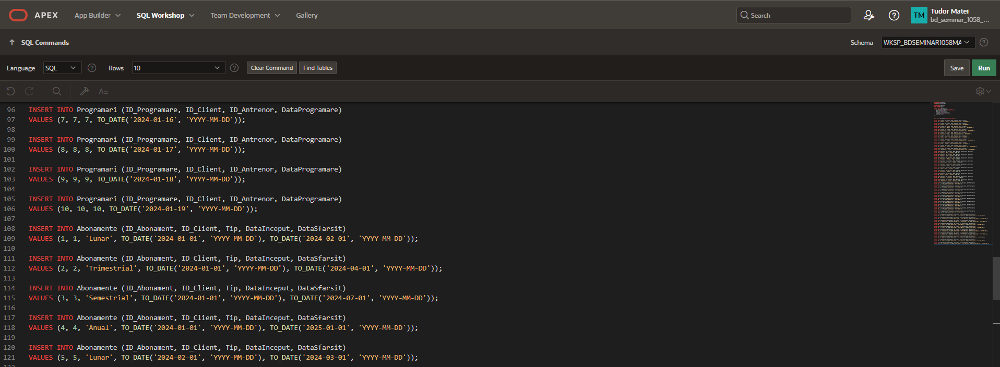 APEX App Builder SQL Workshop Team Development Gallery Search TM Tudor Matei
bd_seminar_1058_...
SQL Commands Schema WKSP_BDSEMINAR1058MA
Language SQL Rows 10 Clear Command Find Tables Save Run
A::
96 INSERT INTO Programari (ID_Programare, ID_Client, ID_Antrenor, DataProgramare)
97 VALUES (7, 7, 7, TO_DATE('2024-01-16', 'YYYY-MM-DD'));
98
99 INSERT INTO Programari (ID_Programare, ID_Client, ID_Antrenor, DataProgramare)
100 VALUES (8, 8, 8, TO_DATE('2024-01-17', 'YYYY-MM-DD'));
101
102 INSERT INTO Programari (ID_Programare, ID_Client, ID_Antrenor, DataProgramare)
103 VALUES (9, 9, 9, TO_DATE('2024-01-18', 'YYYY-MM-DD'));
104
105 INSERT INTO Programari (ID_Programare, ID_Client, ID_Antrenor, DataProgramare)
106 VALUES (10, 10, 10, TO_DATE('2024-01-19', 'YYYY-MM-DD'));
107
108 INSERT INTO Abonamente (ID_Abonament, ID_Client, Tip, DataInceput, DataSfarsit)
109 VALUES (1, 1, 'Lunar', TO_DATE('2024-01-01', 'YYYY-MM-DD'), TO_DATE('2024-02-01', 'YYYY-MM-DD'));
110
111 INSERT INTO Abonamente (ID_Abonament, ID_Client, Tip, DataInceput, DataSfarsit)
112 VALUES (2, 2, 'Trimestrial', TO_DATE('2024-01-01', 'YYYY-MM-DD'), TO_DATE('2024-04-01', 'YYYY-MM-DD'));
113
114 INSERT INTO Abonamente (ID_Abonament, ID_Client, Tip, DataInceput, DataSfarsit)
115 VALUES (3, 3, 'Semestrial', TO_DATE('2024-01-01', 'YYYY-MM-DD'), TO_DATE('2024-07-01', 'YYYY-MM-DD'));
116
117 INSERT INTO Abonamente (ID_Abonament, ID_Client, Tip, DataInceput, DataSfarsit)
118 VALUES (4, 4, 'Anual', TO_DATE('2024-01-01', 'YYYY-MM-DD'), TO_DATE('2025-01-01', 'YYYY-MM-DD'));
119
120 INSERT INTO Abonamente (ID_Abonament, ID_Client, Tip, DataInceput, DataSfarsit)
121 VALUES (5, 5, 'Lunar', TO_DATE('2024-02-01', 'YYYY-MM-DD'), TO_DATE('2024-03-01', 'YYYY-MM-DD'));